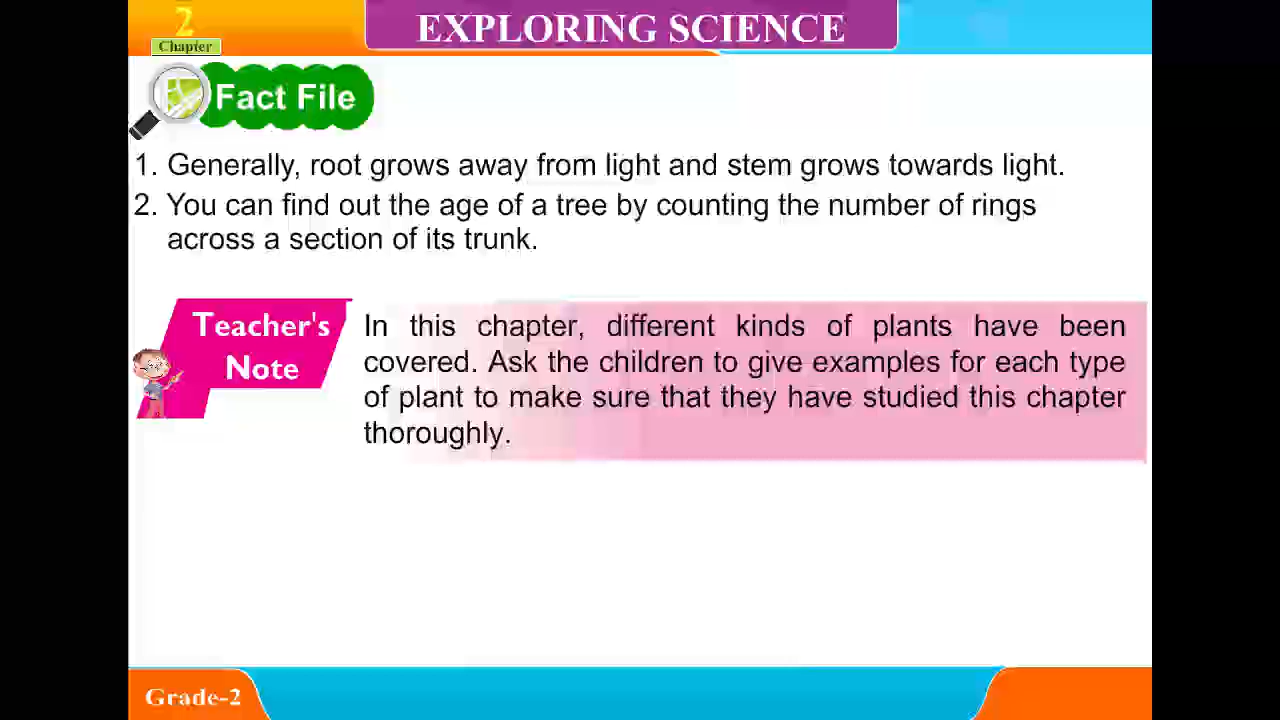 2
Chapter
EXPLORING SCIENCE
Fact File
1. Generally, root grows away from light and stem grows towards light.
2. You can find out the age of a tree by counting the number of rings
across a section of its trunk.
Teacher's
Note
In this chapter, different kinds of plants have been
covered. Ask the children to give examples for each type
of plant to make sure that they have studied this chapter
thoroughly.
Grade-2